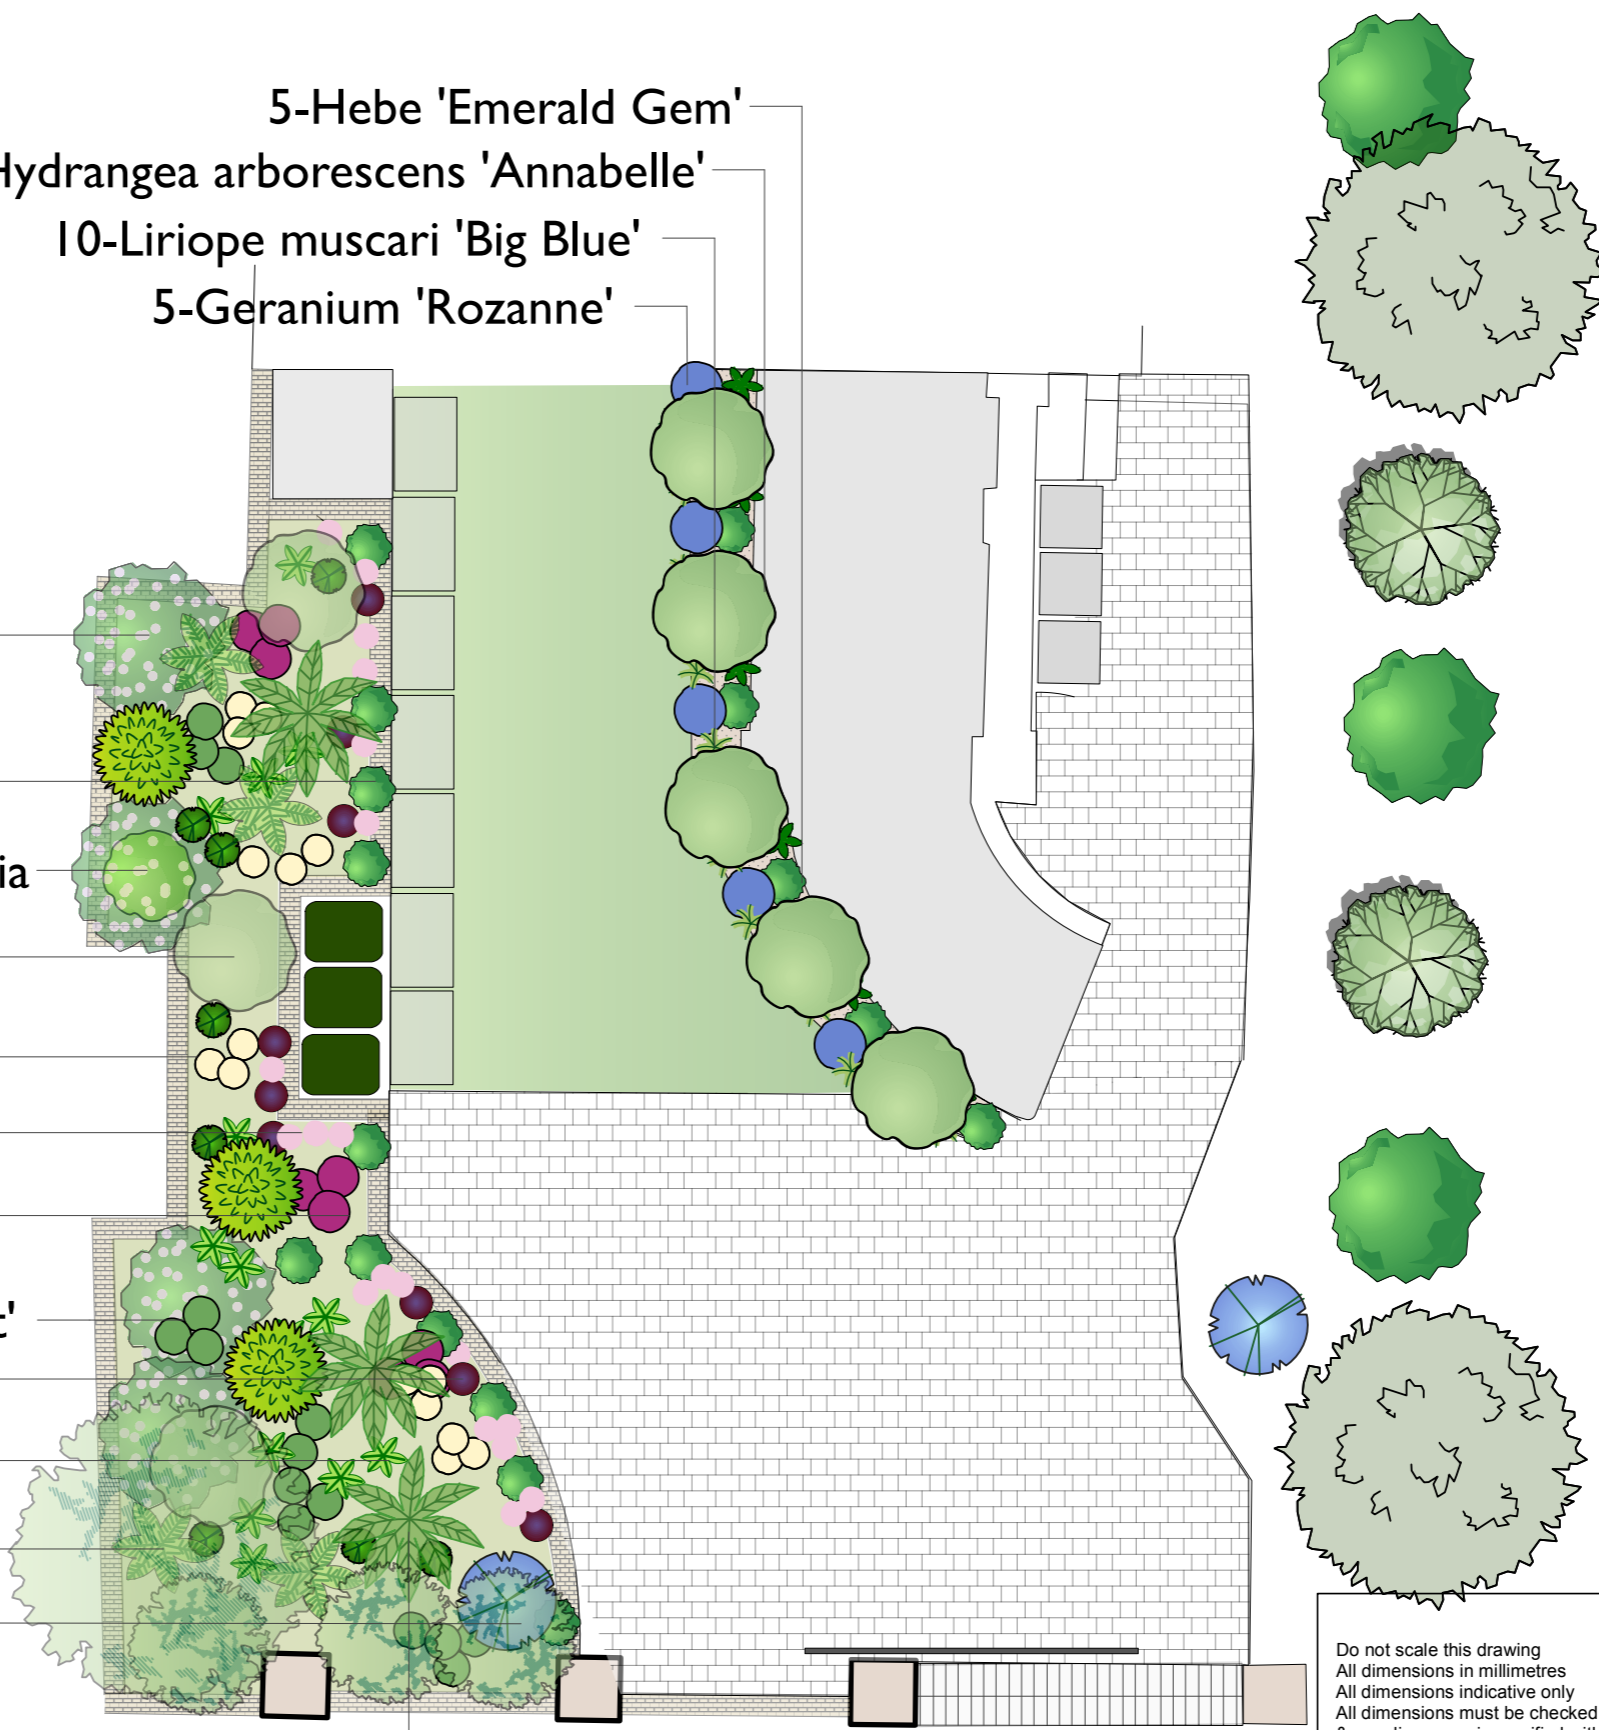 5-Hebe 'Emerald Gem'
Hydrangea arborescens 'Annabelle'
10-Liriope muscari 'Big Blue'
5-Geranium 'Rozanne'
ia
t'
Do not scale this drawing
All dimensions in millimetres
All dimensions indicative only
All dimensions must be checked